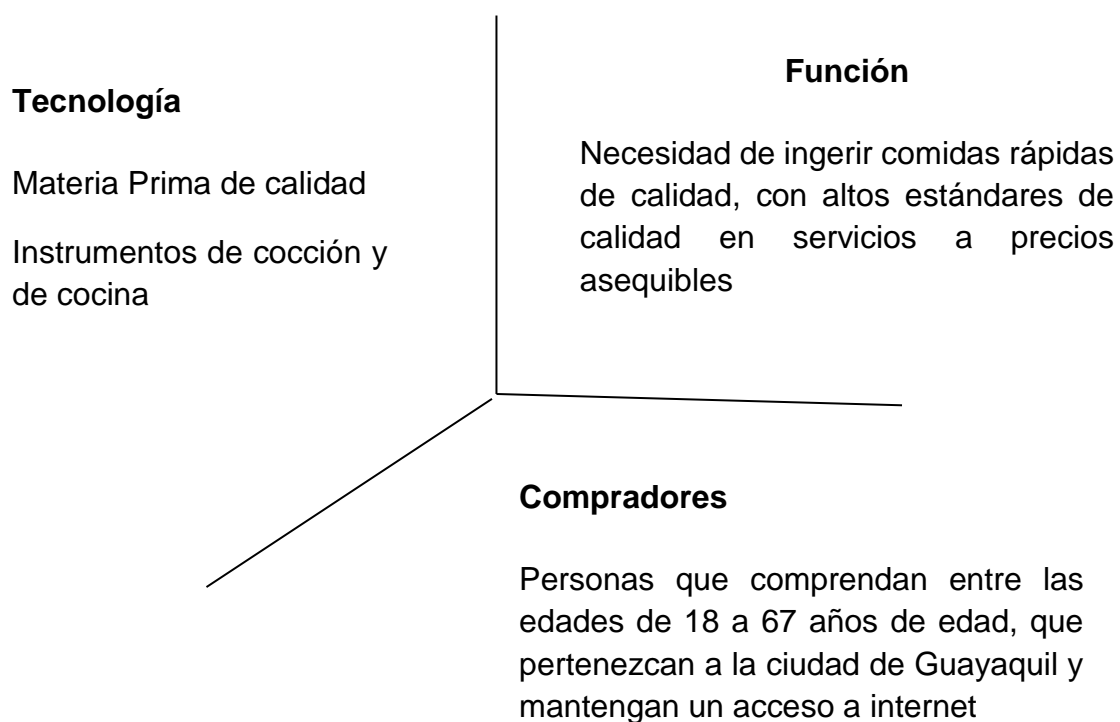 Tecnología
Materia Prima de calidad
Instrumentos de cocción y
de cocina
Función
Necesidad de ingerir comidas rápidas
de calidad, con altos estándares de
calidad en servicios a precios
asequibles
Compradores
Personas que comprendan entre las
edades de 18 a 67 años de edad, que
pertenezcan a la ciudad de Guayaquil y
mantengan un acceso a internet